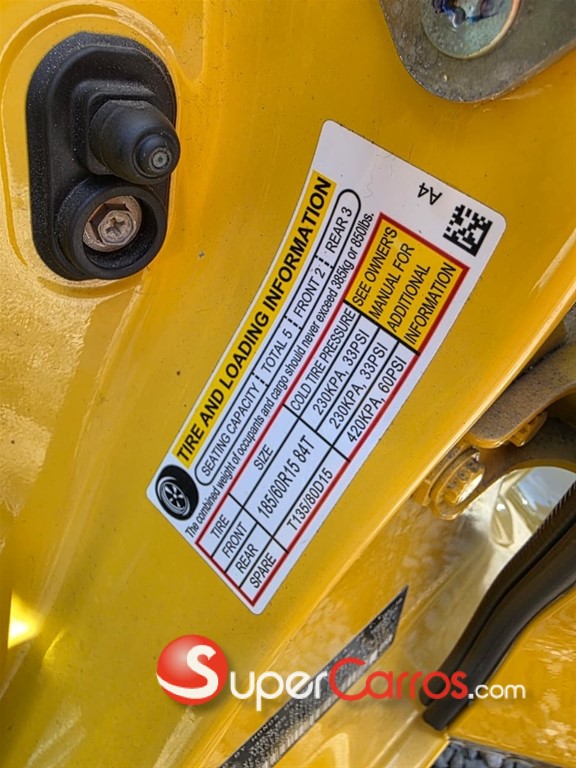 TIRE AND LOADING INFORMATION
SEATING CAPACITY TOTAL 5 FRONT 2 REAR 3
The combined weight of occupants and cargo should never exceed 385kg or 850lbs.
TIRE SIZE COLD TIRE PRESSURE SEE OWNER'S MANUAL FOR ADDITIONAL INFORMATION
FRONT 185/60R15 84T 230KPA, 33PSI
REAR 230KPA, 33PSI
SPARE T135/80D15 420KPA, 60PSI
A4
SUPERCARROS.com